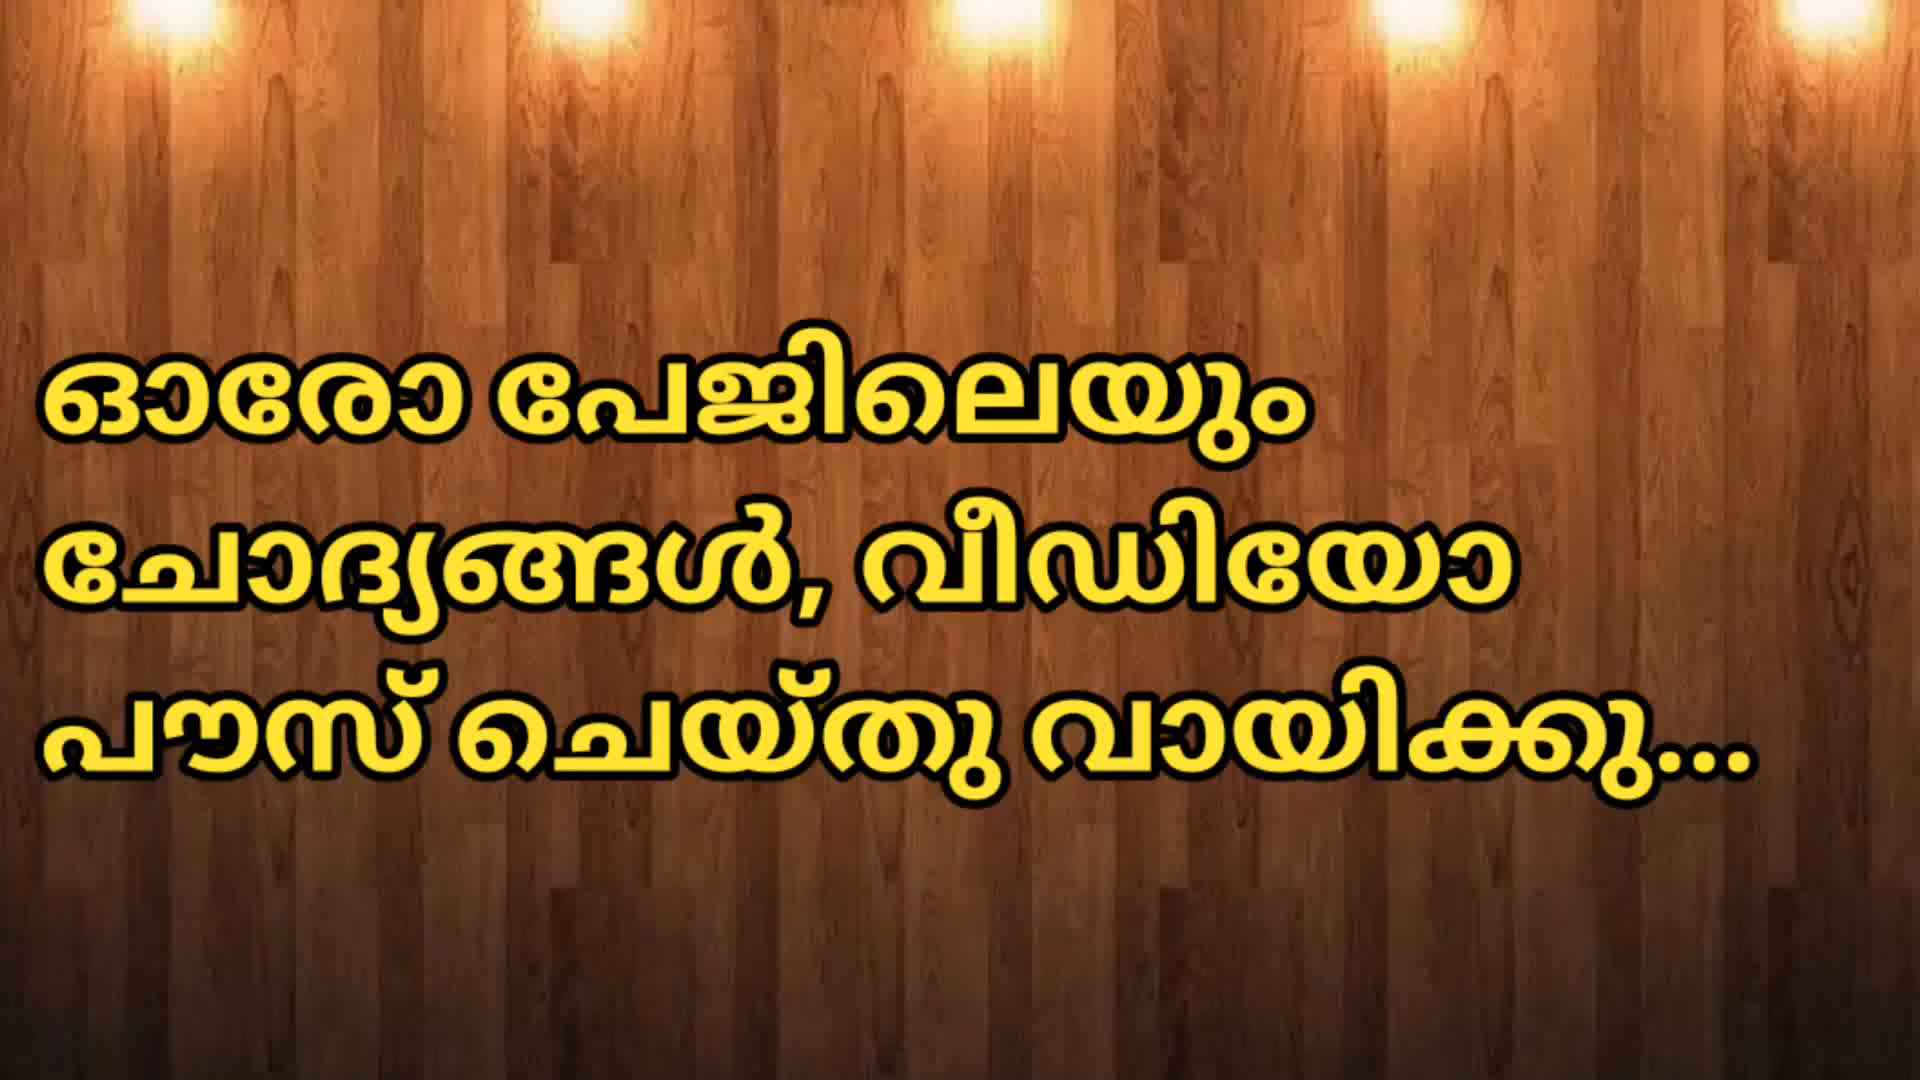 ഓരോ പേജിലെയും
ചോദ്യങ്ങൾ, വീഡിയോ
പൗസ് ചെയ്തു വായിക്കു...